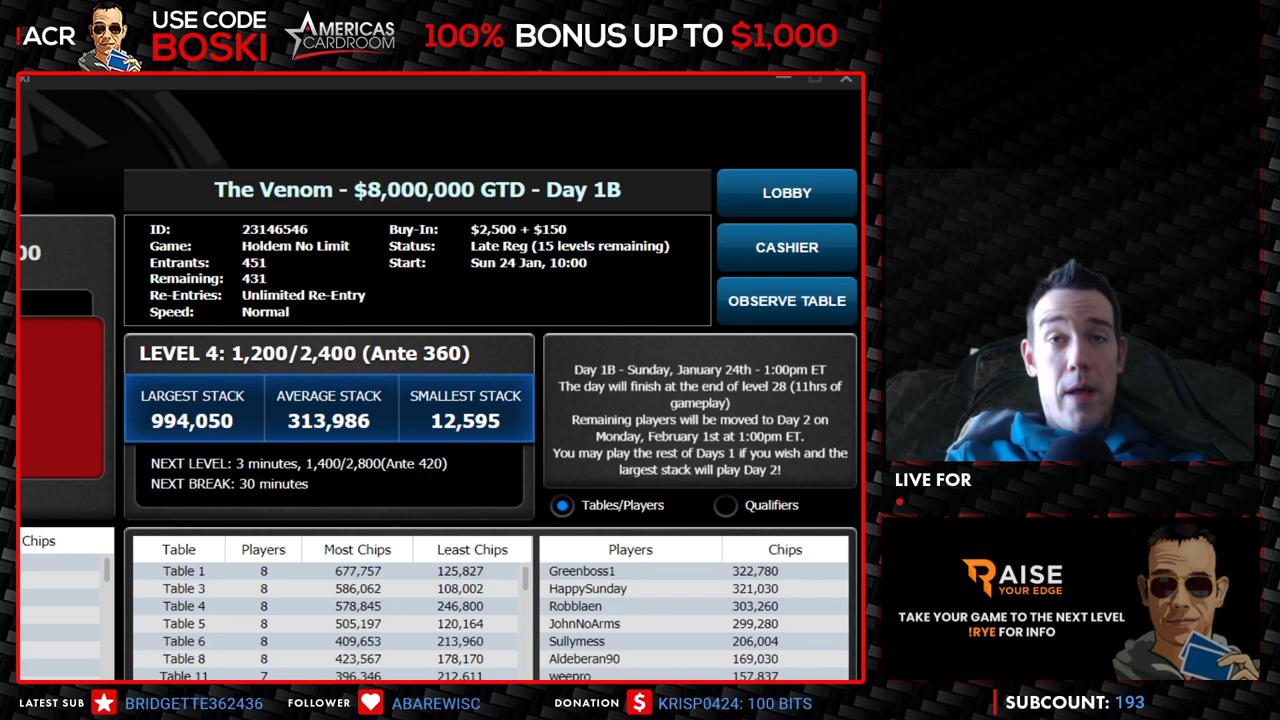 !ACR
USE CODE
BOSKI
AMERICAS
CARDROOM
100% BONUS UP TO $1,000
The Venom - $8,000,000 GTD - Day 1B
ID: 23146546 Buy-In: $2,500 + $150
Game: Holdem No Limit Status: Late Reg (15 levels remaining)
Entrants: 451 Start: Sun 24 Jan, 10:00
Remaining: 431
Re-Entries: Unlimited Re-Entry
Speed: Normal
LOBBY
CASHIER
OBSERVE TABLE
00
LEVEL 4: 1,200/2,400 (Ante 360)
LARGEST STACK AVERAGE STACK SMALLEST STACK
994,050 313,986 12,595
NEXT LEVEL: 3 minutes, 1,400/2,800(Ante 420)
NEXT BREAK: 30 minutes
Day 1B - Sunday, January 24th - 1:00pm ET
The day will finish at the end of level 28 (11hrs of
gameplay)
Remaining players will be moved to Day 2 on
Monday, February 1st at 1:00pm ET.
You may play the rest of Days 1 if you wish and the
largest stack will play Day 2!
Tables/Players Qualifiers
Chips
Table Players Most Chips Least Chips
Table 1 8 677,757 125,827
Table 3 8 586,062 108,002
Table 4 8 578,845 246,800
Table 5 8 505,197 120,164
Table 6 8 409,653 213,960
Table 8 8 423,567 178,170
Table 11 7 396,346 212,611
Players Chips
Greenboss1 322,780
HappySunday 321,030
Robblaen 303,260
JohnNoArms 299,280
Sullymess 206,004
Aldeberan90 169,030
weepro 157,837
LIVE FOR
RAISE
YOUR EDGE
TAKE YOUR GAME TO THE NEXT LEVEL
!RYE FOR INFO
LATEST SUB BRIDGETTE362436 FOLLOWER ABAREWISC DONATION $ KRISP0424: 100 BITS SUBCOUNT: 193